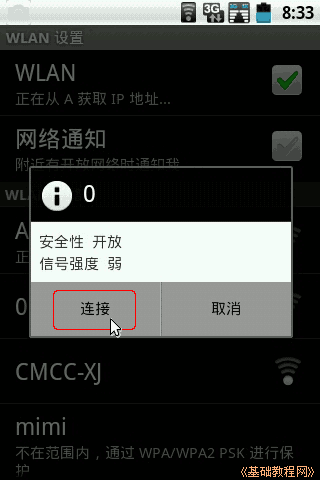 3G
8:33
WLAN 设置
WLAN
正在从 A 获取 IP 地址...
网络通知
附近有开放网络时通知我
WL
0
A
安全性 开放
正
信号强度 弱
0
连接
取消
CMCC-XJ
mimi
不在范围内，通过 WPA/WPA2 PSK 进行保
护
《基础教程网》